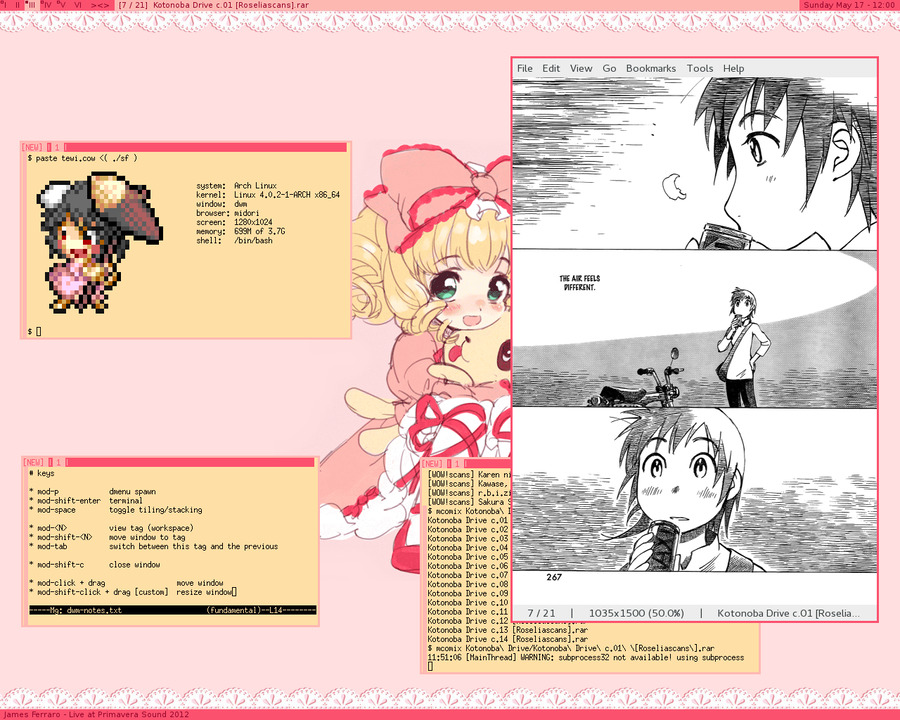 I II III IV V VI ><> [7 / 21] Kotonoba Drive c.01 [Roseliascans].rar
Sunday May 17 - 12:00
[NEW] [ 1 ]
$ paste tewi.cow <( ./sf )
system: Arch Linux
kernel: Linux 4.0.2-1-ARCH x86_64
window: dwm
browser: midori
screen: 1280x1024
memory: 699M of 3.7G
shell: /bin/bash
$
[NEW] [ 1 ]
# keys
* mod-p dmenu spawn
* mod-shift-enter terminal
* mod-space toggle tiling/stacking
* mod-<N> view tag (workspace)
* mod-shift-<N> move window to tag
* mod-tab switch between this tag and the previous
* mod-shift-c close window
* mod-click + drag move window
* mod-shift-click + drag [custom] resize window
-----Mg: dwm-notes.txt (fundamental)--L14--------
[NEW] [ 1 ]
[WOW!scans] Karen ni
[WOW!scans] Kawase,
[WOW!scans] r.b.i.z
[WOW!scans] Sakura S
$ mcomix Kotonoba\ D
Kotonoba Drive c.01
Kotonoba Drive c.02
Kotonoba Drive c.03
Kotonoba Drive c.04
Kotonoba Drive c.05
Kotonoba Drive c.06
Kotonoba Drive c.07
Kotonoba Drive c.08
Kotonoba Drive c.09
Kotonoba Drive c.10
Kotonoba Drive c.11
Kotonoba Drive c.12 [Roseliascans].rar
Kotonoba Drive c.13 [Roseliascans].rar
Kotonoba Drive c.14 [Roseliascans].rar
$ mcomix Kotonoba\ Drive/Kotonoba\ Drive\ c.01\ \[Roseliascans\].rar
11:51:06 [MainThread] WARNING: subprocess32 not available! using subprocess
File Edit View Go Bookmarks Tools Help
THE AIR FEELS
DIFFERENT.
267
7 / 21 | 1035x1500 (50.0%) | Kotonoba Drive c.01 [Roselia...
James Ferraro - Live at Primavera Sound 2012